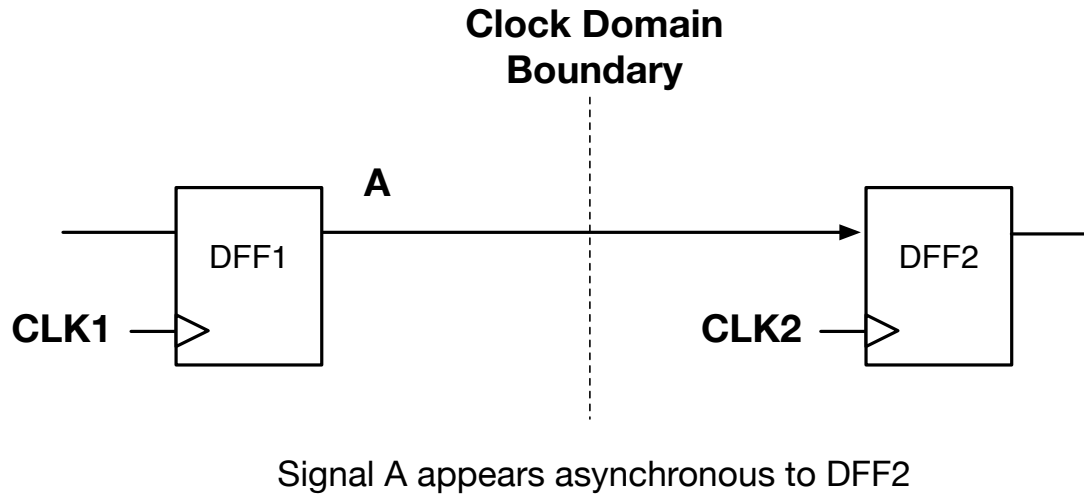 Clock Domain
Boundary
A
DFF1
DFF2
CLK1
CLK2
Signal A appears asynchronous to DFF2